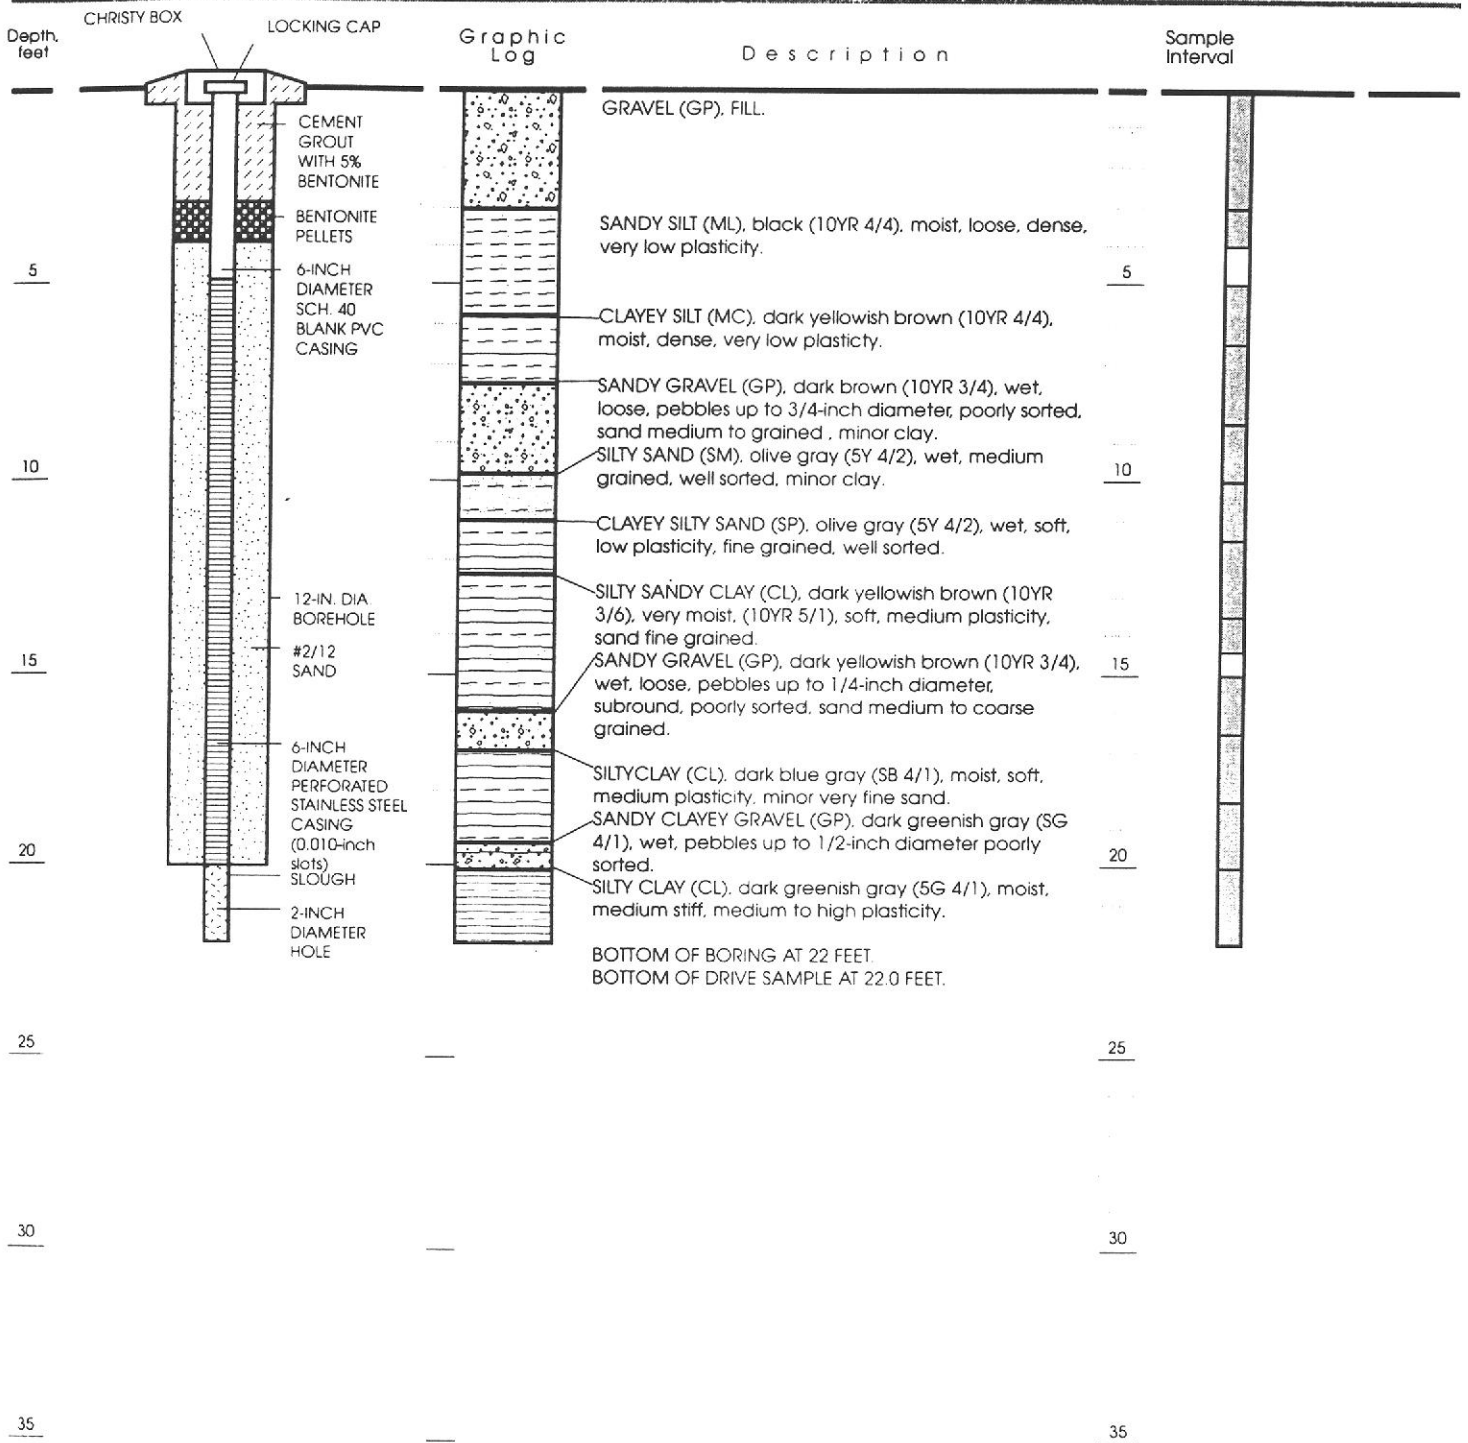 CHRISTY BOX
LOCKING CAP
Depth,
feet
Graphic
Log
Description
Sample
Interval
CEMENT
GROUT
WITH 5%
BENTONITE
BENTONITE
PELLETS
6-INCH
DIAMETER
SCH. 40
BLANK PVC
CASING
12-IN. DIA.
BOREHOLE
#2/12
SAND
6-INCH
DIAMETER
PERFORATED
STAINLESS STEEL
CASING
(0.010-inch
slots)
SLOUGH
2-INCH
DIAMETER
HOLE
5
10
15
20
25
30
35
GRAVEL (GP), FILL.
SANDY SILT (ML), black (10YR 4/4), moist, loose, dense,
very low plasticity.
CLAYEY SILT (MC), dark yellowish brown (10YR 4/4),
moist, dense, very low plasticty.
SANDY GRAVEL (GP), dark brown (10YR 3/4), wet,
loose, pebbles up to 3/4-inch diameter, poorly sorted,
sand medium to grained , minor clay.
SILTY SAND (SM), olive gray (5Y 4/2), wet, medium
grained, well sorted, minor clay.
CLAYEY SILTY SAND (SP), olive gray (5Y 4/2), wet, soft,
low plasticity, fine grained, well sorted.
SILTY SANDY CLAY (CL), dark yellowish brown (10YR
3/6), very moist, (10YR 5/1), soft, medium plasticity,
sand fine grained.
SANDY GRAVEL (GP), dark yellowish brown (10YR 3/4),
wet, loose, pebbles up to 1/4-inch diameter,
subround, poorly sorted, sand medium to coarse
grained.
SILTYCLAY (CL), dark blue gray (SB 4/1), moist, soft,
medium plasticity, minor very fine sand.
SANDY CLAYEY GRAVEL (GP), dark greenish gray (SG
4/1), wet, pebbles up to 1/2-inch diameter poorly
sorted.
SILTY CLAY (CL), dark greenish gray (5G 4/1), moist,
medium stiff, medium to high plasticity.
BOTTOM OF BORING AT 22 FEET.
BOTTOM OF DRIVE SAMPLE AT 22.0 FEET.
5
10
15
20
25
30
35